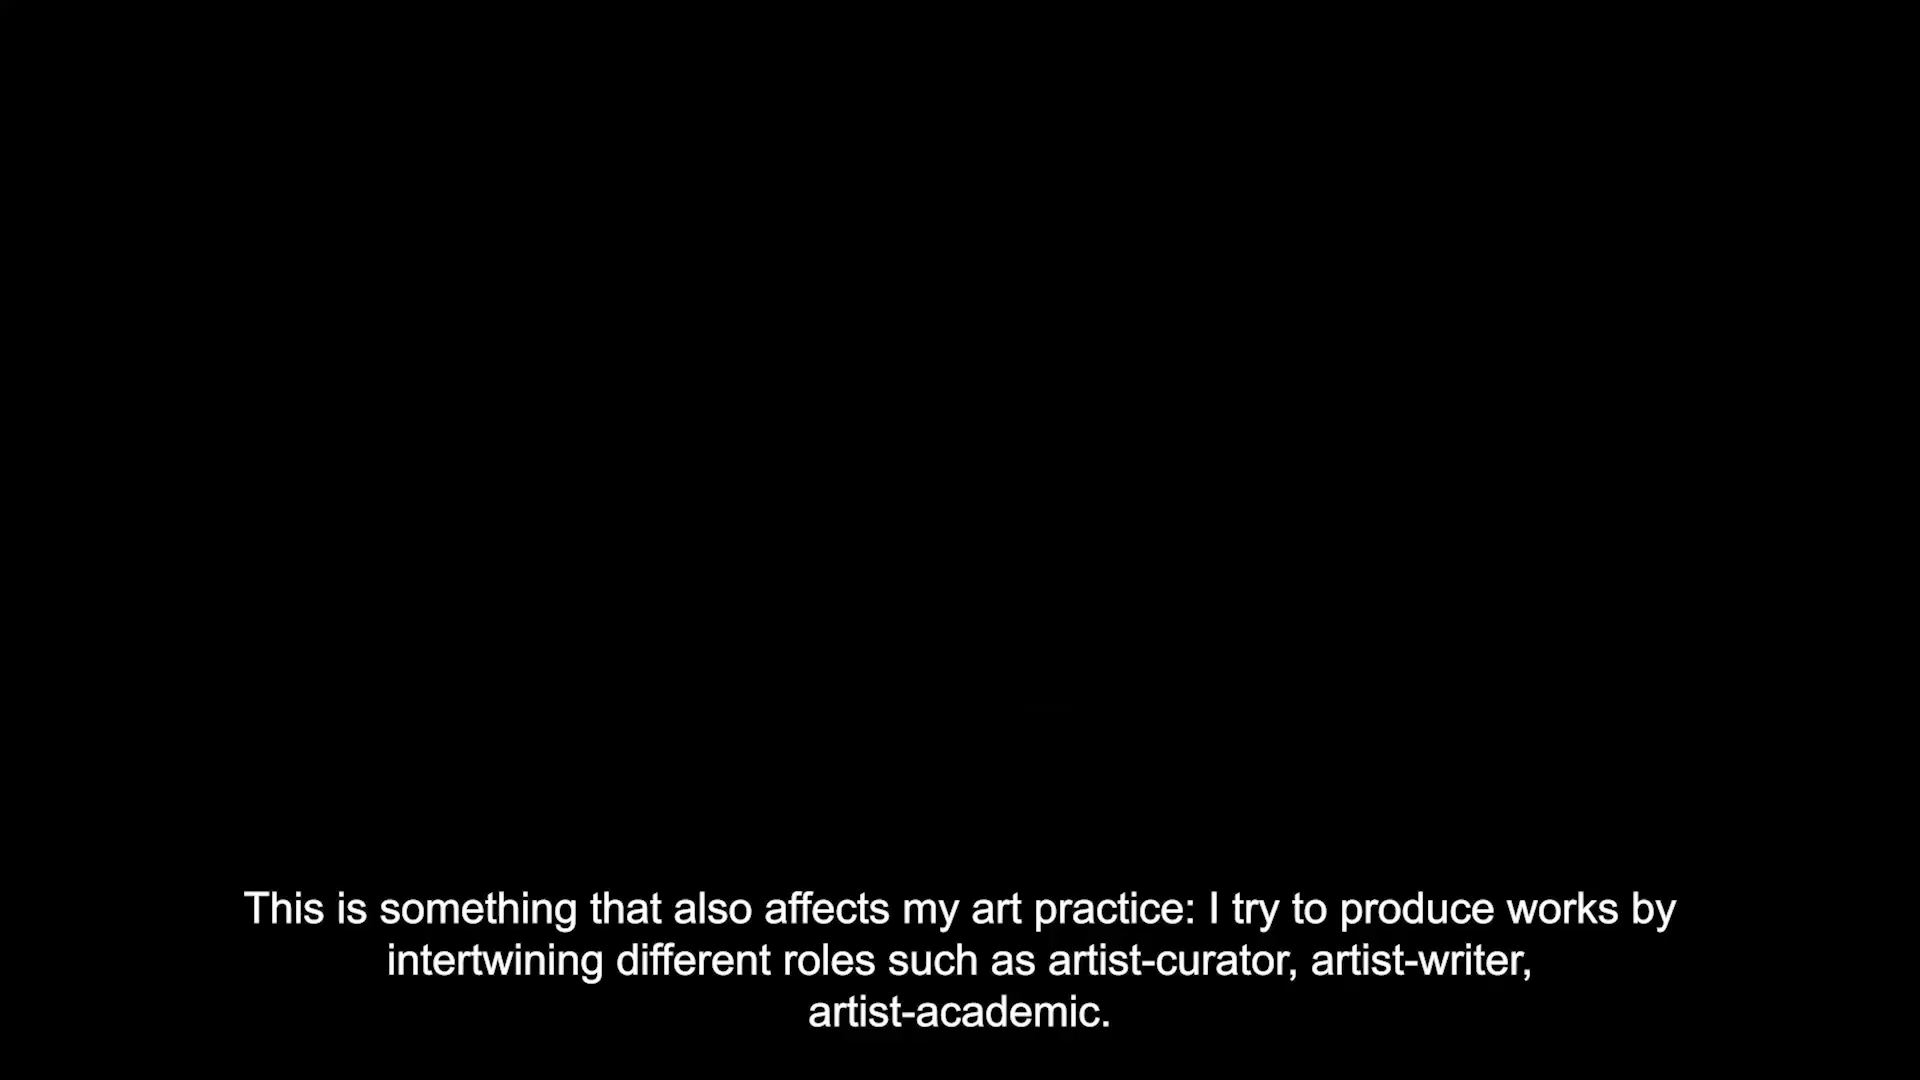 This is something that also affects my art practice: I try to produce works by
intertwining different roles such as artist-curator, artist-writer,
artist-academic.